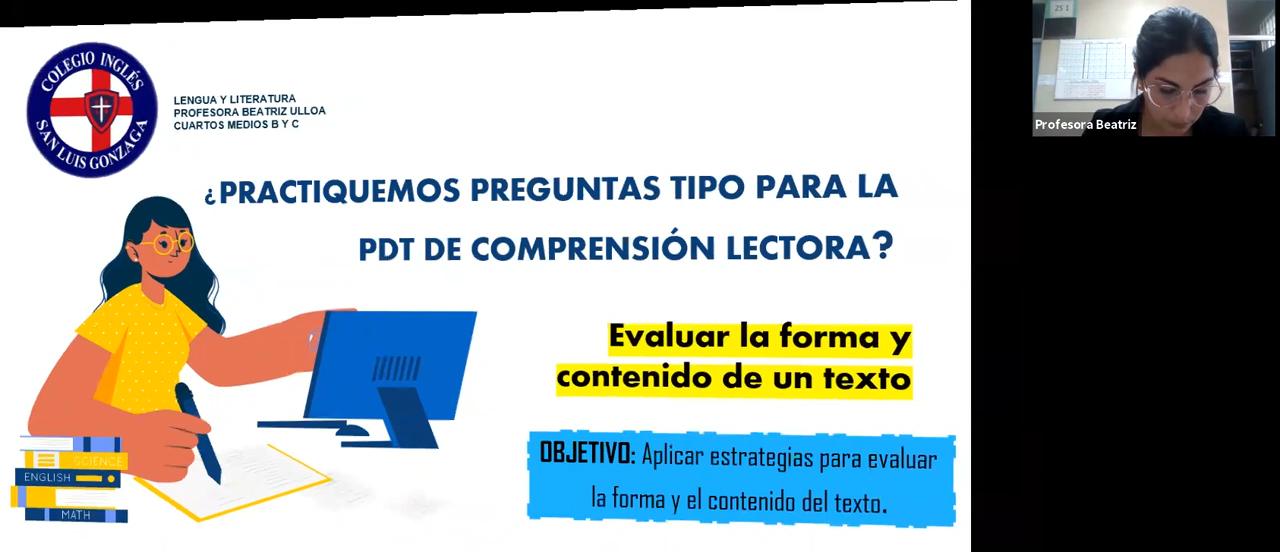 COLEGIO INGLÉS
SAN LUIS GONZAGA
LENGUA Y LITERATURA
PROFESORA BEATRIZ ULLOA
CUARTOS MEDIOS B Y C
¿PRACTIQUEMOS PREGUNTAS TIPO PARA LA
PDT DE COMPRENSIÓN LECTORA?
Evaluar la forma y
contenido de un texto
OBJETIVO: Aplicar estrategias para evaluar
la forma y el contenido del texto.
SCIENCE
ENGLISH
MATH
Profesora Beatriz